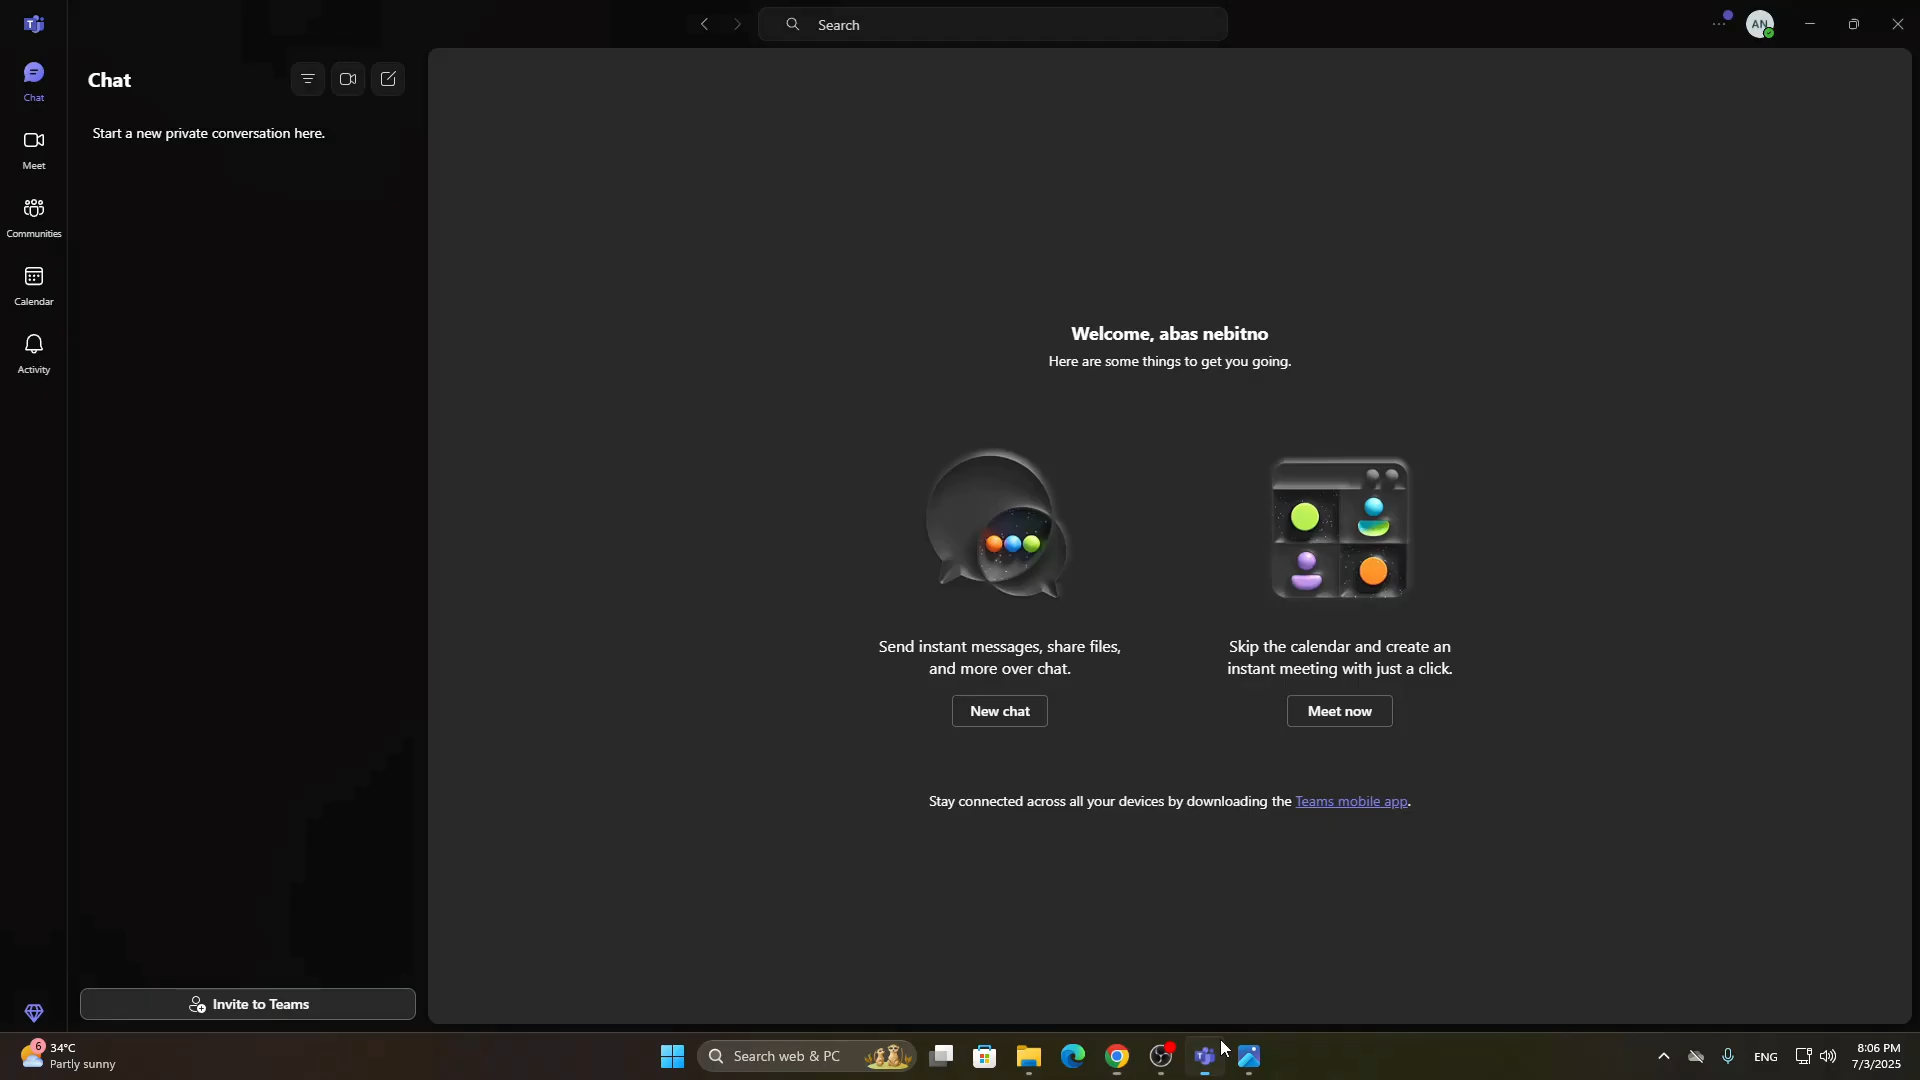 Search
AN
Chat
Chat
Start a new private conversation here.
Meet
Communities
Calendar
Activity
Welcome, abas nebitno
Here are some things to get you going.
Send instant messages, share files,
and more over chat.
New chat
Skip the calendar and create an
instant meeting with just a click.
Meet now
Stay connected across all your devices by downloading the Teams mobile app.
Invite to Teams
6
34°C
Partly sunny
Search web & PC
ENG
8:06 PM
7/3/2025